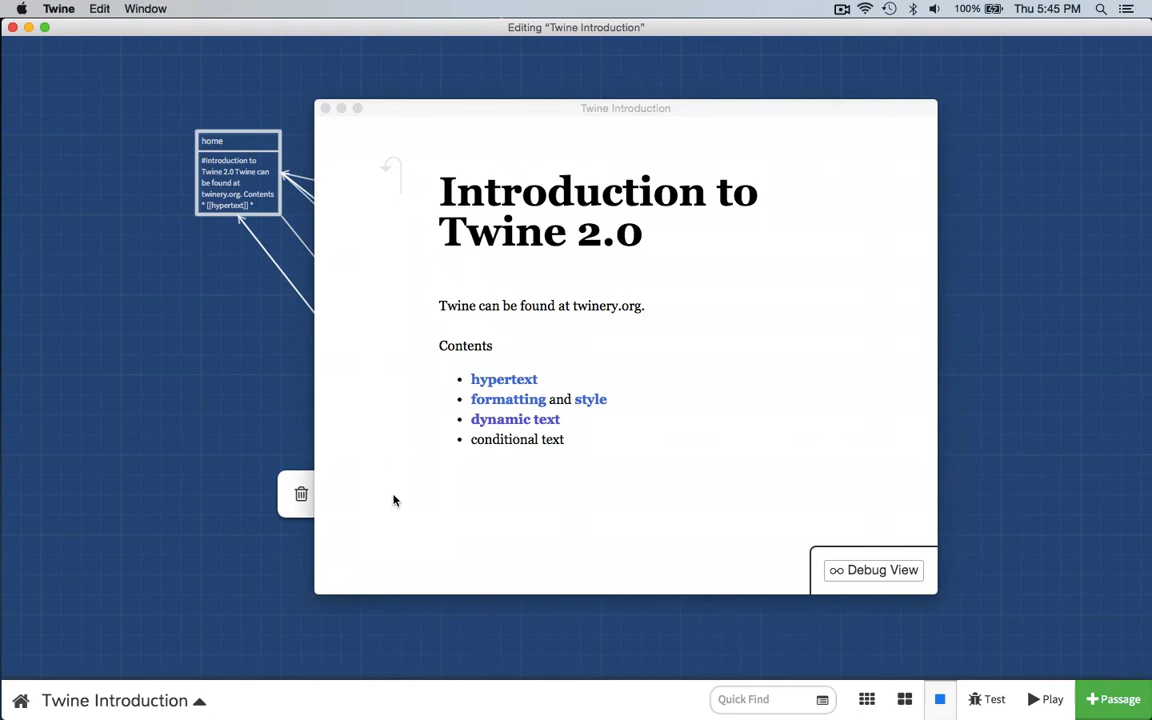 Twine Edit Window 100% Thu 5:45 PM
Editing "Twine Introduction"
Twine Introduction
home
#Introduction to
Twine 2.0 Twine can
be found at
twinery.org. Contents
* [[hypertext]] *
Introduction to
Twine 2.0
Twine can be found at twinery.org.
Contents
• hypertext
• formatting and style
• dynamic text
• conditional text
Debug View
Twine Introduction Quick Find Test Play +Passage